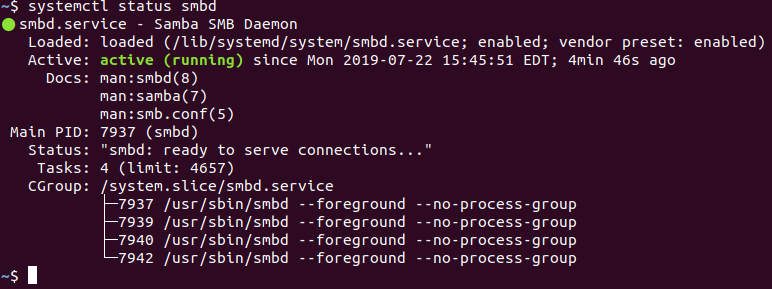 ~$ systemctl status smbd
● smbd.service - Samba SMB Daemon
   Loaded: loaded (/lib/systemd/system/smbd.service; enabled; vendor preset: enabled)
   Active: active (running) since Mon 2019-07-22 15:45:51 EDT; 4min 46s ago
     Docs: man:smbd(8)
           man:samba(7)
           man:smb.conf(5)
 Main PID: 7937 (smbd)
   Status: "smbd: ready to serve connections..."
    Tasks: 4 (limit: 4657)
   CGroup: /system.slice/smbd.service
           ├─7937 /usr/sbin/smbd --foreground --no-process-group
           ├─7939 /usr/sbin/smbd --foreground --no-process-group
           ├─7940 /usr/sbin/smbd --foreground --no-process-group
           └─7942 /usr/sbin/smbd --foreground --no-process-group
~$